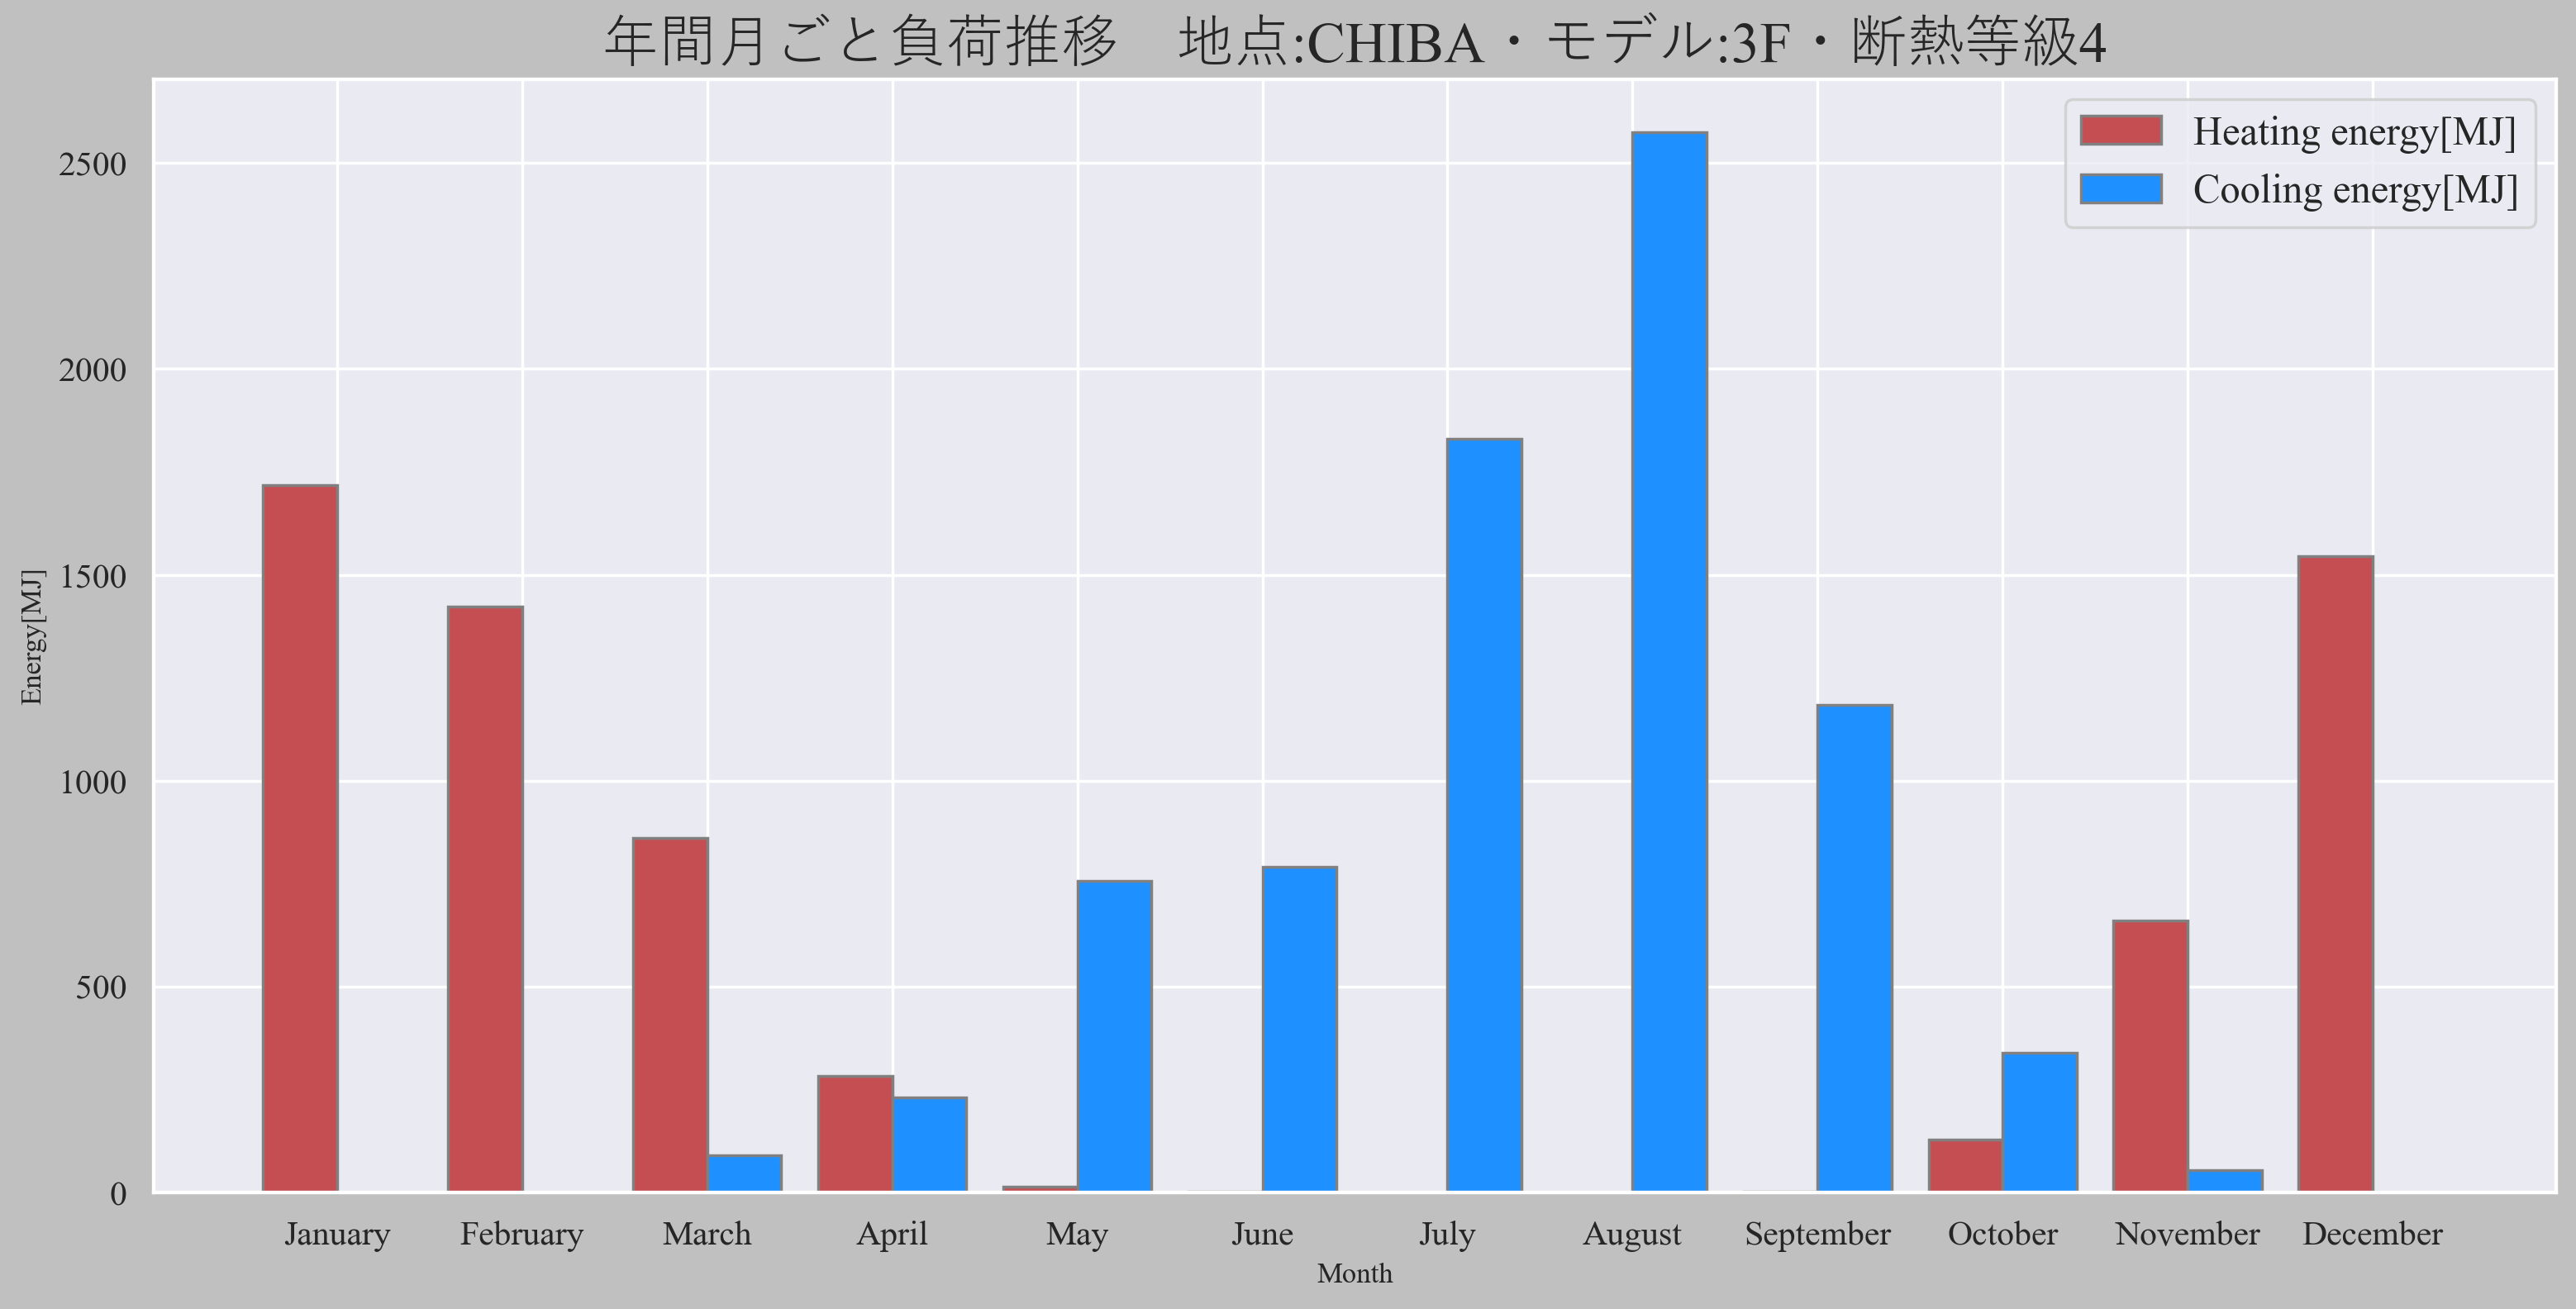 年間月ごと負荷推移　地点:CHIBA・モデル:3F・断熱等級4
Heating energy[MJ]
Cooling energy[MJ]
Energy[MJ]
2500
2000
1500
1000
500
0
January February March April May June July August September October November December
Month